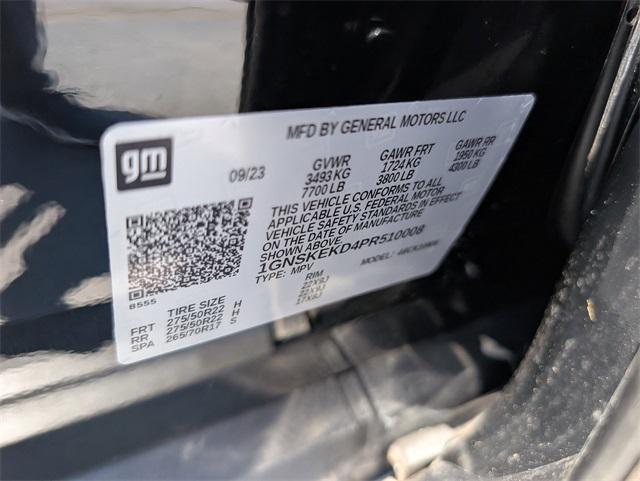 MFD BY GENERAL MOTORS LLC
gm
09/23
GVWR
3493 KG
7700 LB
GAWR FRT
1724 KG
3800 LB
GAWR RR
1950 KG
4300 LB
THIS VEHICLE CONFORMS TO ALL
APPLICABLE U.S. FEDERAL MOTOR
VEHICLE SAFETY STANDARDS IN EFFECT
ON THE DATE OF MANUFACTURE
SHOWN ABOVE
1GNSKEKD4PR510008
TYPE: MPV
MODEL:
8555
TIRE SIZE
RIM
FRT 275/50R22 H 22X9J
RR 275/50R22 H 22X9J
SPA 265/70R17 S 17X8J